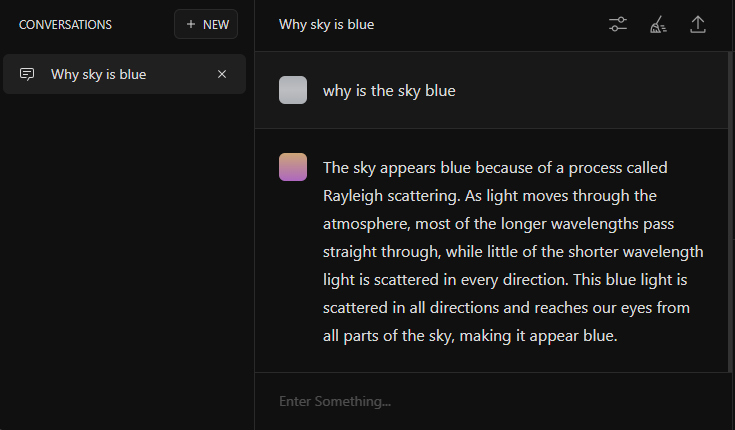 CONVERSATIONS
+ NEW
Why sky is blue
Why sky is blue
why is the sky blue
The sky appears blue because of a process called
Rayleigh scattering. As light moves through the
atmosphere, most of the longer wavelengths pass
straight through, while little of the shorter wavelength
light is scattered in every direction. This blue light is
scattered in all directions and reaches our eyes from
all parts of the sky, making it appear blue.
Enter Something...